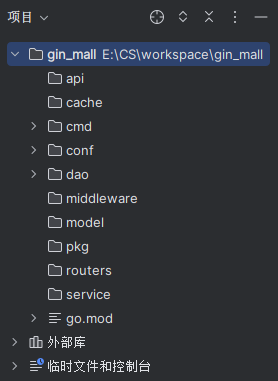 项目
gin_mall E:\CS\workspace\gin_mall
api
cache
cmd
conf
dao
middleware
model
pkg
routers
service
go.mod
外部库
临时文件和控制台